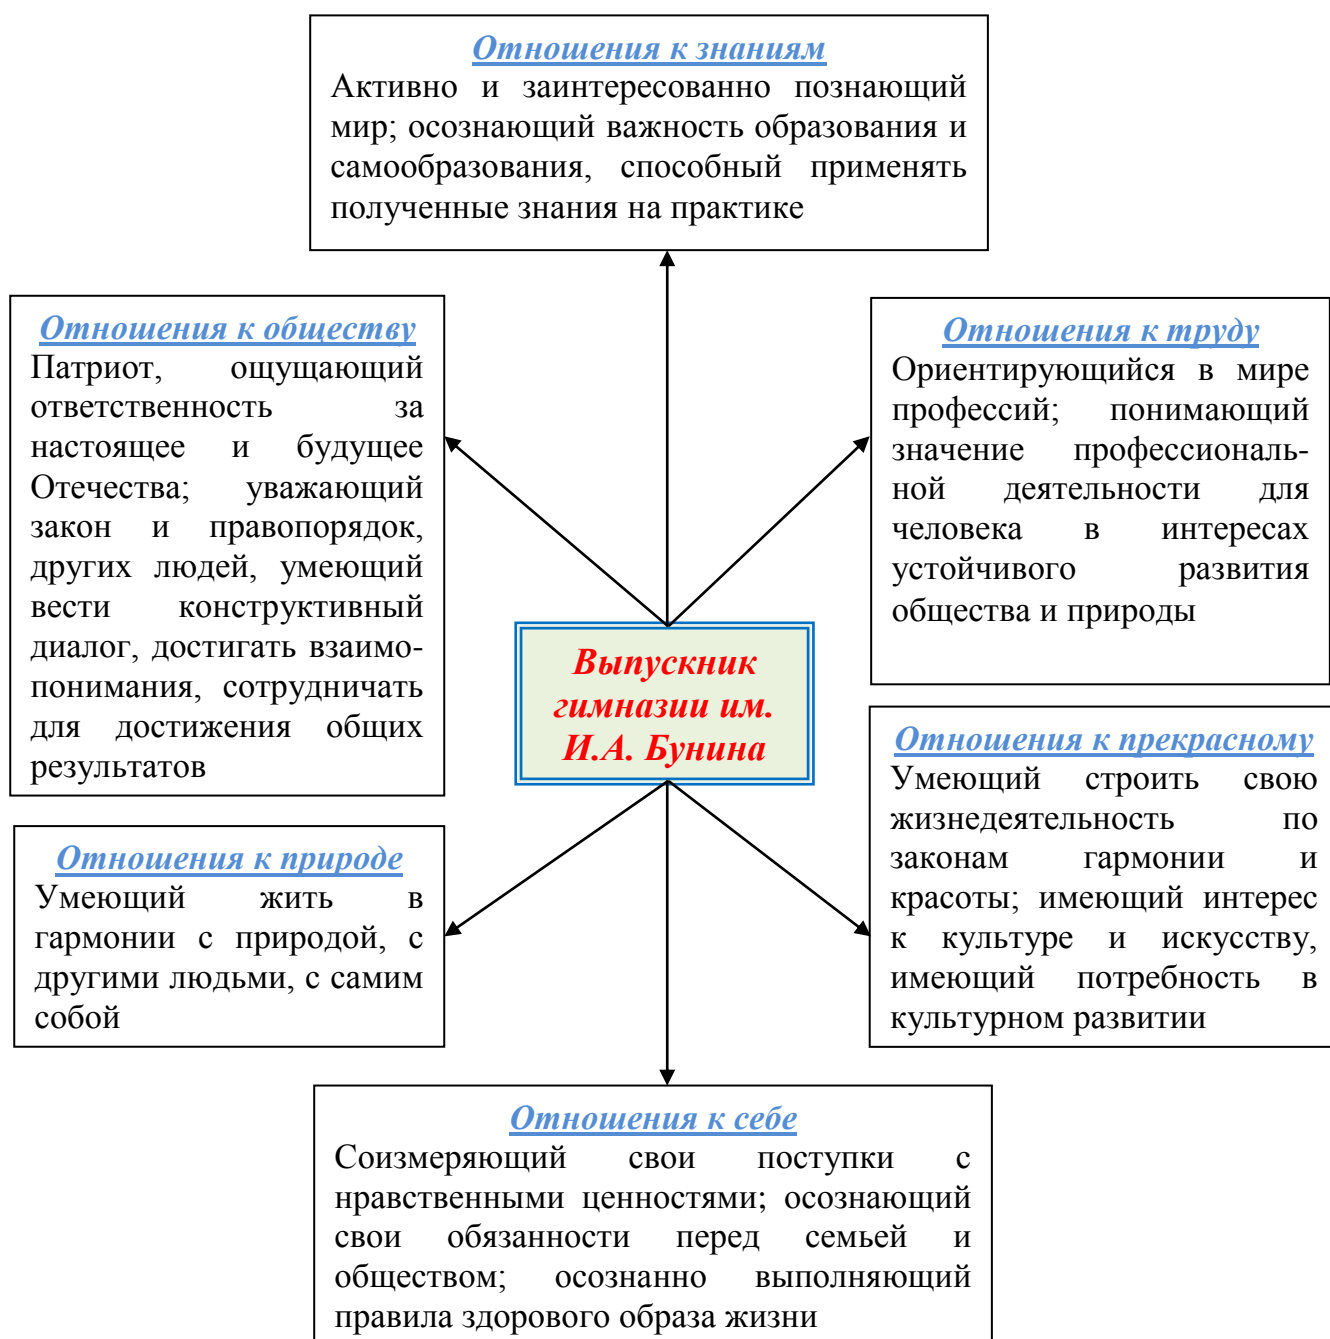 Отношения к знаниям
Активно и заинтересованно познающий
мир; осознающий важность образования и
самообразования, способный применять
полученные знания на практике
Отношения к обществу
Патриот, ощущающий
ответственность за
настоящее и будущее
Отечества; уважающий
закон и правопорядок,
других людей, умеющий
вести конструктивный
диалог, достигать взаимо-
понимания, сотрудничать
для достижения общих
результатов
Отношения к труду
Ориентирующийся в мире
профессий; понимающий
значение профессиональ-
ной деятельности для
человека в интересах
устойчивого развития
общества и природы
Выпускник
гимназии им.
И.А. Бунина
Отношения к природе
Умеющий жить в
гармонии с природой, с
другими людьми, с самим
собой
Отношения к прекрасному
Умеющий строить свою
жизнедеятельность по
законам гармонии и
красоты; имеющий интерес
к культуре и искусству,
имеющий потребность в
культурном развитии
Отношения к себе
Соизмеряющий свои поступки с
нравственными ценностями; осознающий
свои обязанности перед семьей и
обществом; осознанно выполняющий
правила здорового образа жизни